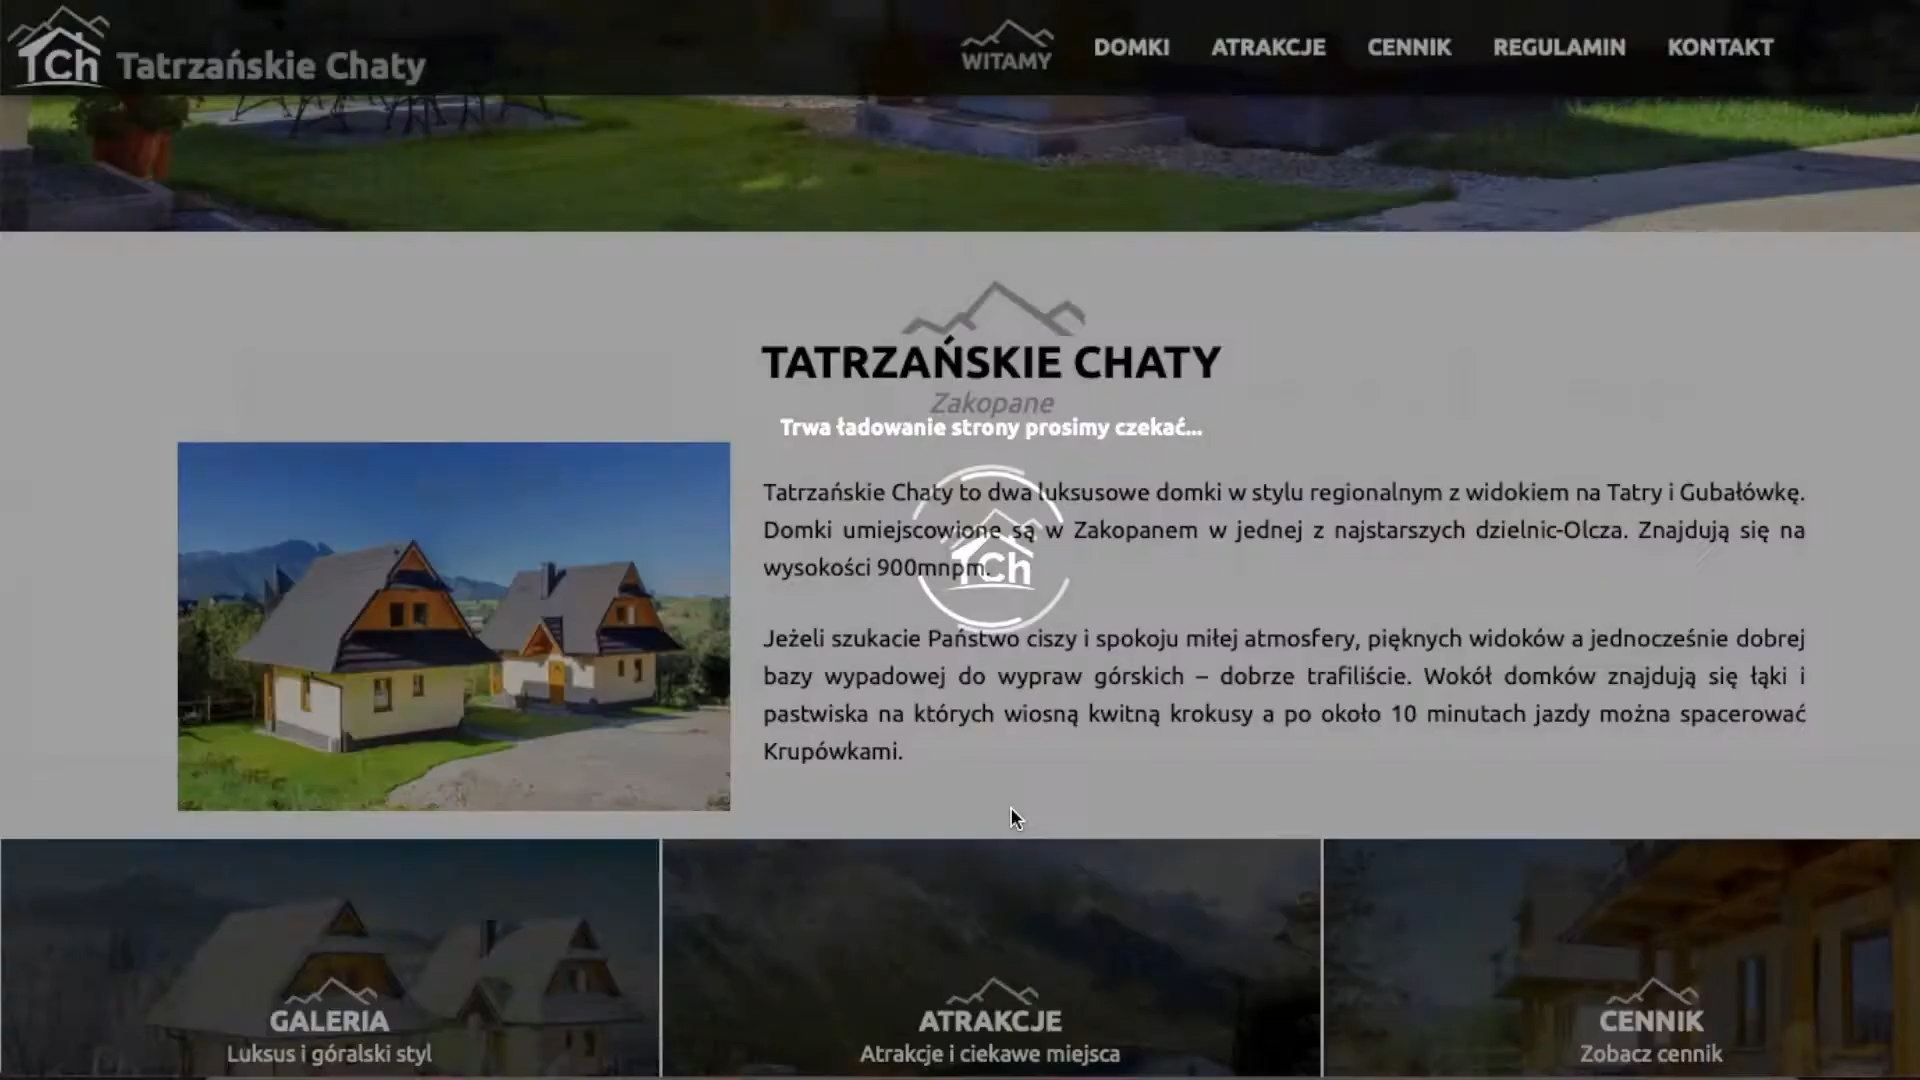 Ch Tatrzańskie Chaty
WITAMY DOMKI ATRAKCJE CENNIK REGULAMIN KONTAKT
TATRZAŃSKIE CHATY
Zakopane
Trwa ładowanie strony prosimy czekać...
Tatrzańskie Chaty to dwa luksusowe domki w stylu regionalnym z widokiem na Tatry i Gubałówkę.
Domki umiejscowione są w Zakopanem w jednej z najstarszych dzielnic-Olcza. Znajdują się na
wysokości 900mnpm.
Ch
Jeżeli szukacie Państwo ciszy i spokoju miłej atmosfery, pięknych widoków a jednocześnie dobrej
bazy wypadowej do wypraw górskich – dobrze trafiliście. Wokół domków znajdują się łąki i
pastwiska na których wiosną kwitną krokusy a po około 10 minutach jazdy można spacerować
Krupówkami.
GALERIA
Luksus i góralski styl
ATRAKCJE
Atrakcje i ciekawe miejsca
CENNIK
Zobacz cennik